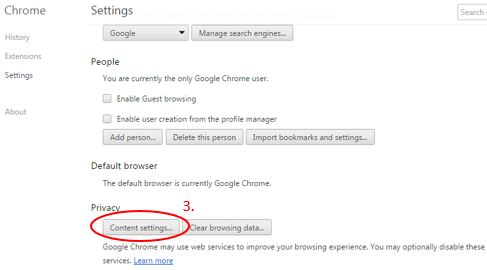 Chrome
Settings
Search s
History
Extensions
Settings
About
Google
Manage search engines...
People
You are currently the only Google Chrome user.
Enable Guest browsing
Enable user creation from the profile manager
Add person...
Delete this person
Import bookmarks and settings...
Default browser
The default browser is currently Google Chrome.
Privacy
3.
Content settings...
Clear browsing data...
Google Chrome may use web services to improve your browsing experience. You may optionally disable these
services. Learn more